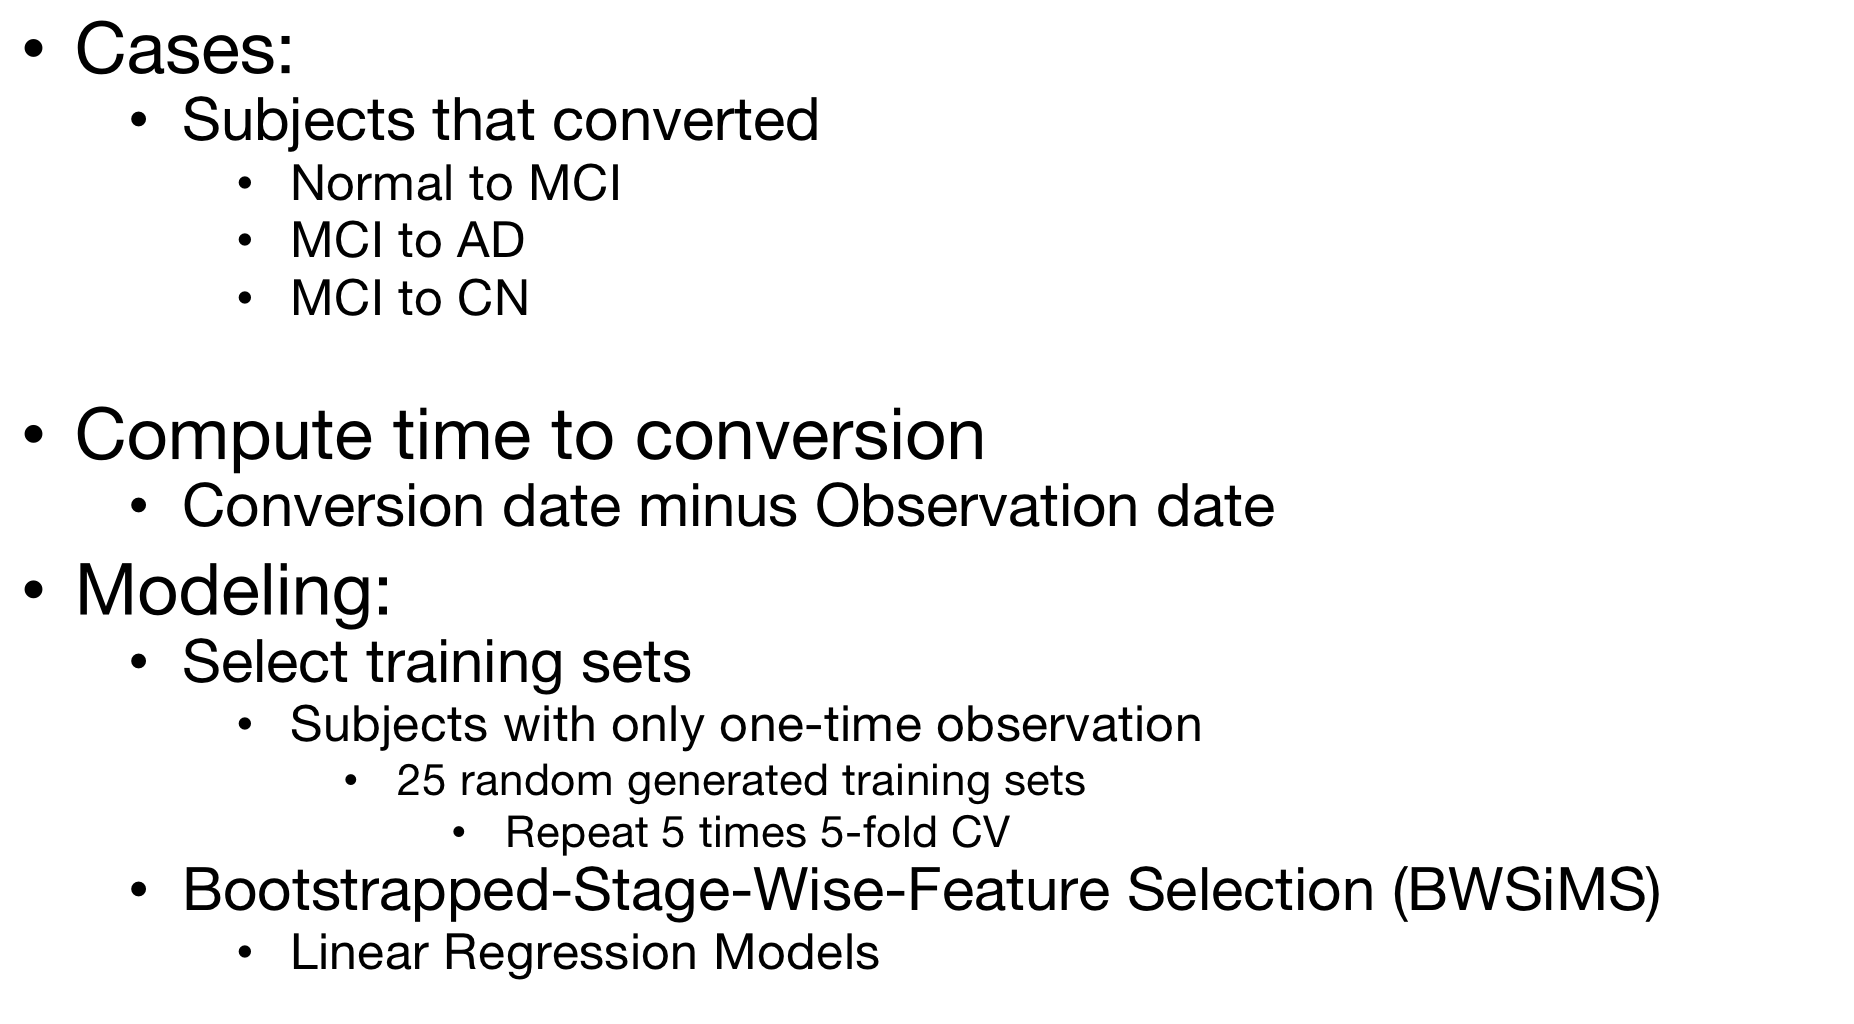 • Cases:
• Subjects that converted
• Normal to MCI
• MCI to AD
• MCI to CN
• Compute time to conversion
• Conversion date minus Observation date
• Modeling:
• Select training sets
• Subjects with only one-time observation
• 25 random generated training sets
• Repeat 5 times 5-fold CV
• Bootstrapped-Stage-Wise-Feature Selection (BWSiMS)
• Linear Regression Models